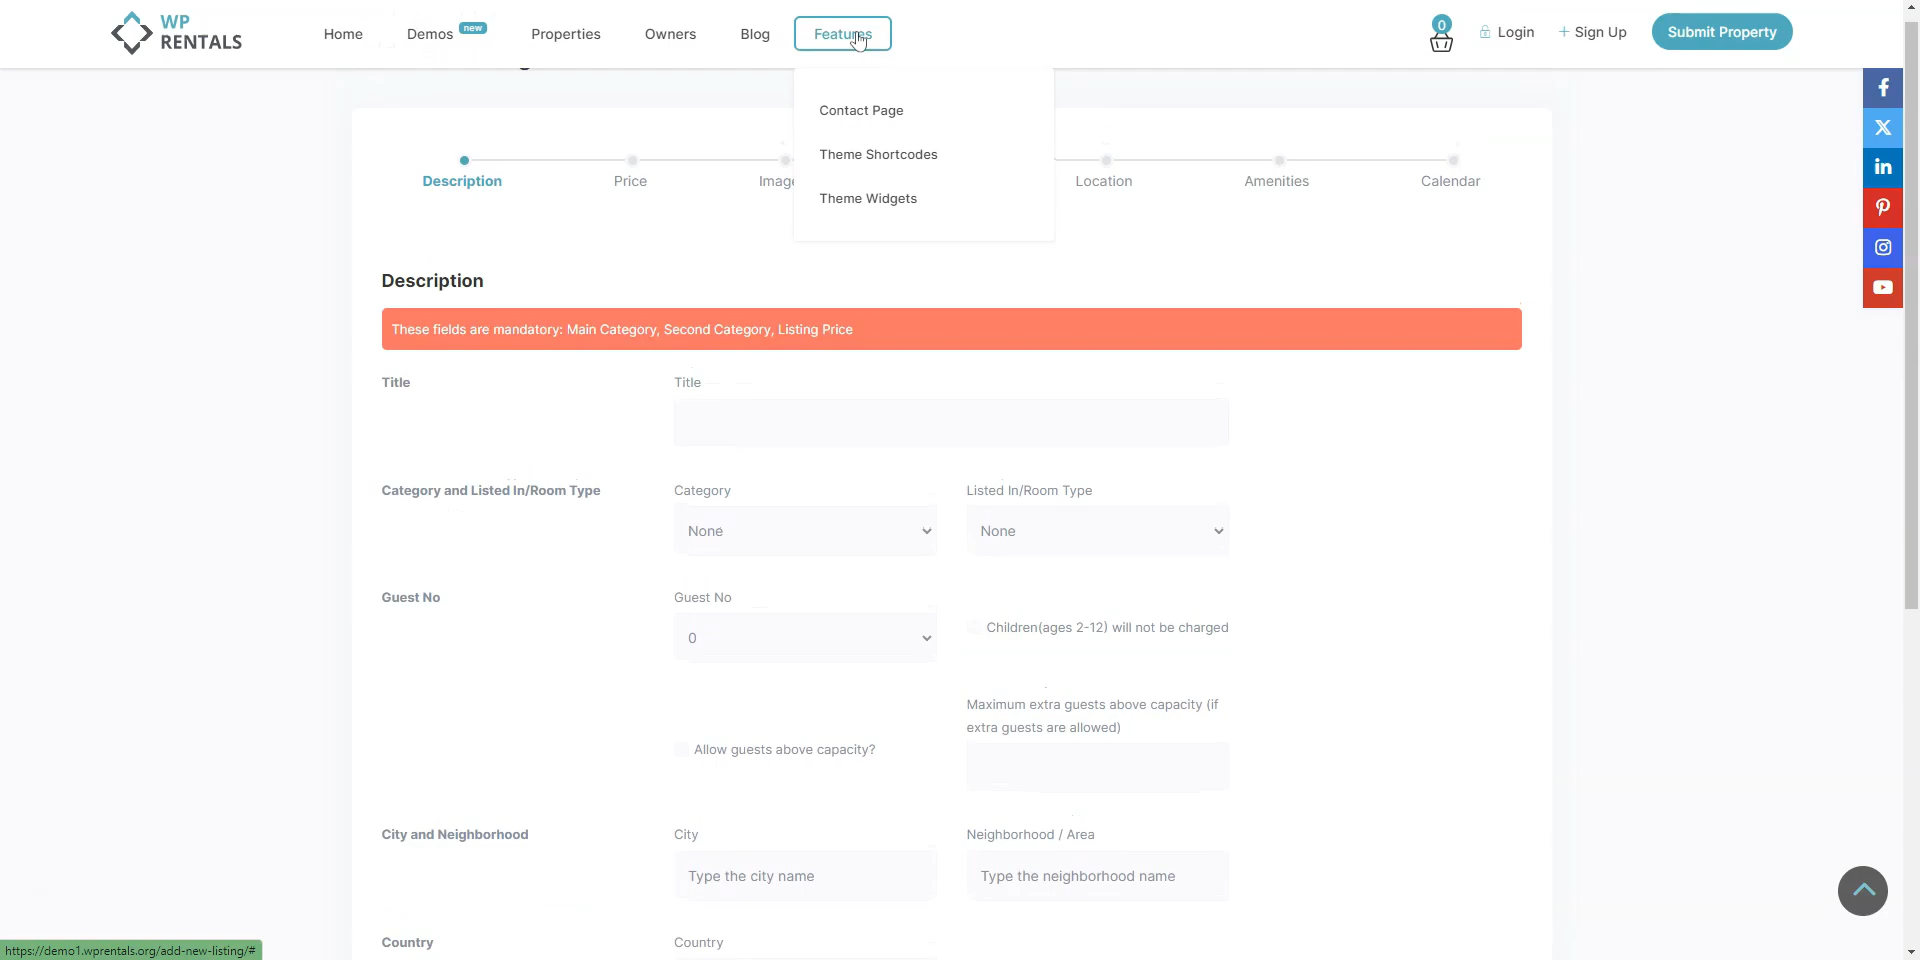 WP
RENTALS
Home
Demos new
Properties
Owners
Blog
Features
0
Login
+ Sign Up
Submit Property
Contact Page
Theme Shortcodes
Theme Widgets
Description
Price
Location
Amenities
Calendar
Description
These fields are mandatory: Main Category, Second Category, Listing Price
Title
Title
Category and Listed In/Room Type
Category
Listed In/Room Type
None
None
Guest No
Guest No
0
Children(ages 2-12) will not be charged
Maximum extra guests above capacity (if
extra guests are allowed)
Allow guests above capacity?
City and Neighborhood
City
Neighborhood / Area
Type the city name
Type the neighborhood name
Country
Country
https://demo1.wprentals.org/add-new-listing/#